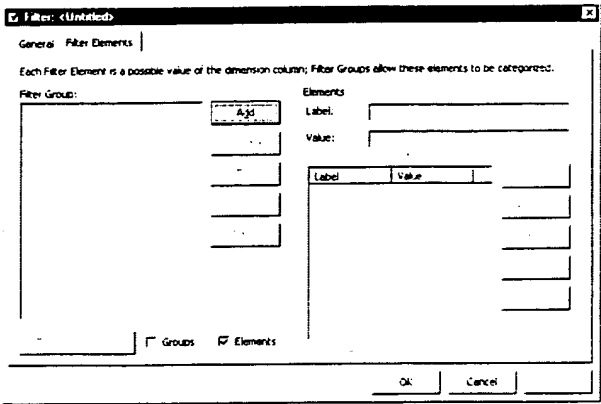 Filter: <Untitled>
General Filter Elements
Each Filter Element is a possible value of the dimension column; Filter Groups allow these elements to be categorized.
Filter Group:
Add
Elements
Label:
Value:
Label Value
Groups Elements
Ok Cancel